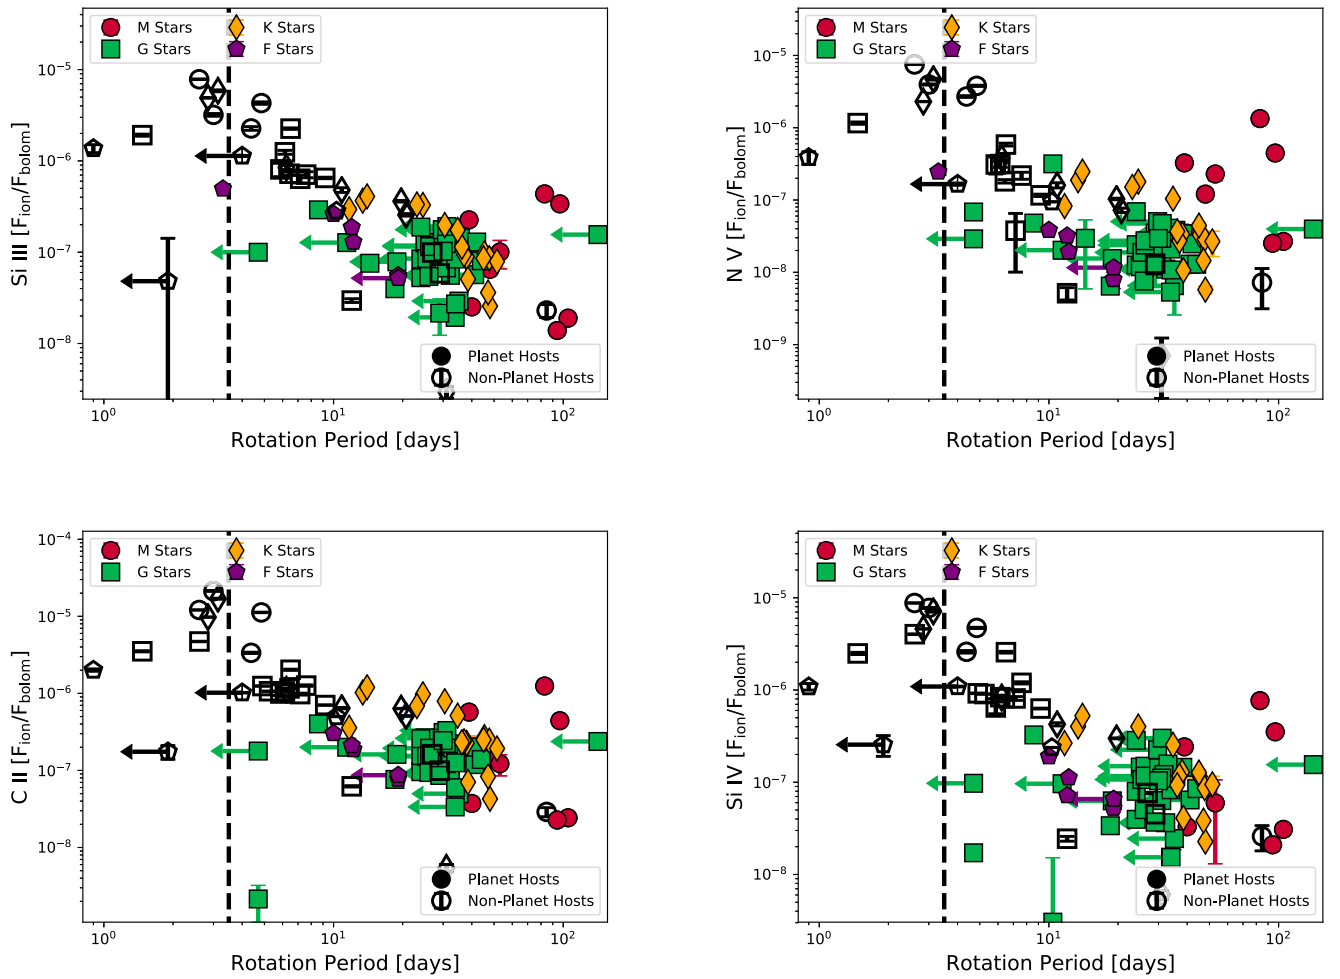 M Stars
G Stars
K Stars
F Stars
10⁻⁵
10⁻⁶
10⁻⁷
10⁻⁸
Si III [F_ion/F_bolom]
Planet Hosts
Non-Planet Hosts
10⁰
10¹
10²
Rotation Period [days]
M Stars
G Stars
K Stars
F Stars
10⁻⁵
10⁻⁶
10⁻⁷
10⁻⁸
10⁻⁹
N V [F_ion/F_bolom]
Planet Hosts
Non-Planet Hosts
10⁰
10¹
10²
Rotation Period [days]
M Stars
G Stars
K Stars
F Stars
10⁻⁴
10⁻⁵
10⁻⁶
10⁻⁷
10⁻⁸
C II [F_ion/F_bolom]
Planet Hosts
Non-Planet Hosts
10⁰
10¹
10²
Rotation Period [days]
M Stars
G Stars
K Stars
F Stars
10⁻⁵
10⁻⁶
10⁻⁷
10⁻⁸
Si IV [F_ion/F_bolom]
Planet Hosts
Non-Planet Hosts
10⁰
10¹
10²
Rotation Period [days]